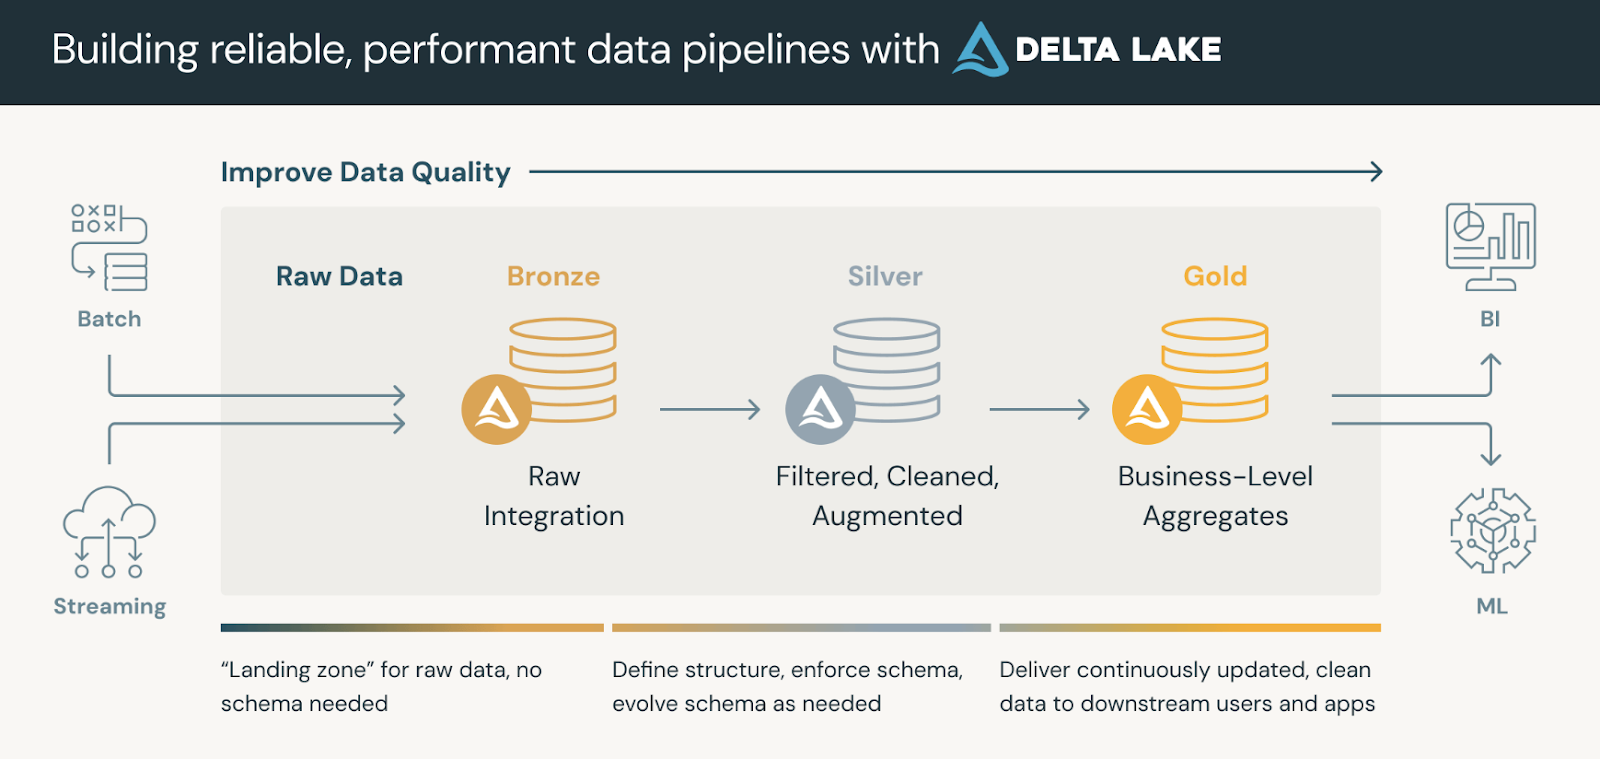 Building reliable, performant data pipelines with DELTA LAKE
Improve Data Quality
Batch
Streaming
Raw Data
Bronze
Raw
Integration
Silver
Filtered, Cleaned,
Augmented
Gold
Business-Level
Aggregates
BI
ML
“Landing zone” for raw data, no
schema needed
Define structure, enforce schema,
evolve schema as needed
Deliver continuously updated, clean
data to downstream users and apps